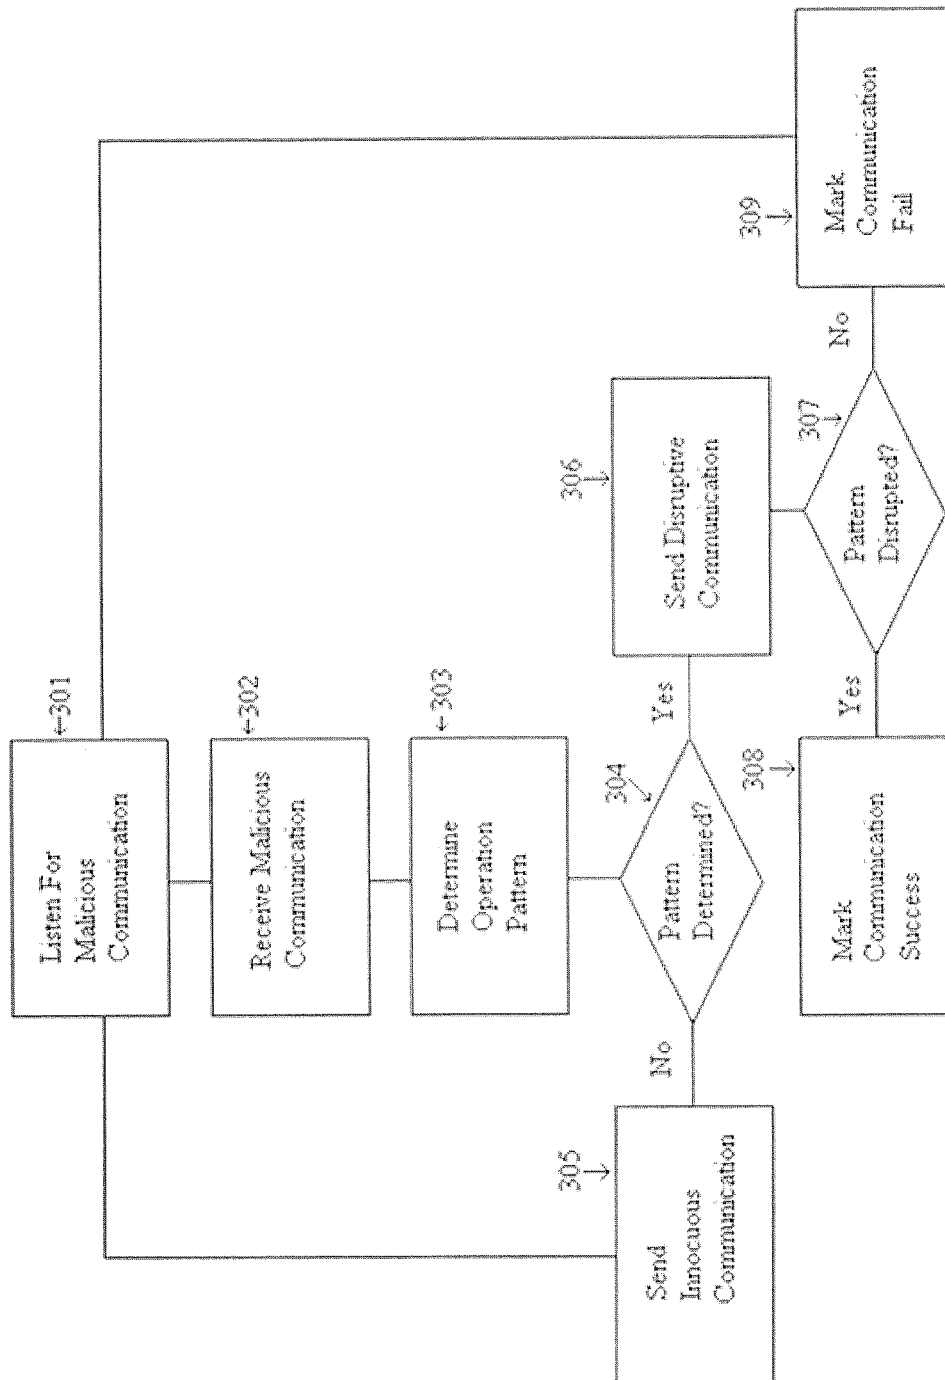 Listen For
Malicious
Communication
←301
Receive Malicious
Communication
←302
Determine
Operation
Pattern
←303
Pattern
Determined?
304
No
Yes
Send
Innocuous
Communication
305
Send Disruptive
Communication
306
Pattern
Disrupted?
307
Yes
No
Mark
Communication
Success
308
Mark
Communication
Fail
309